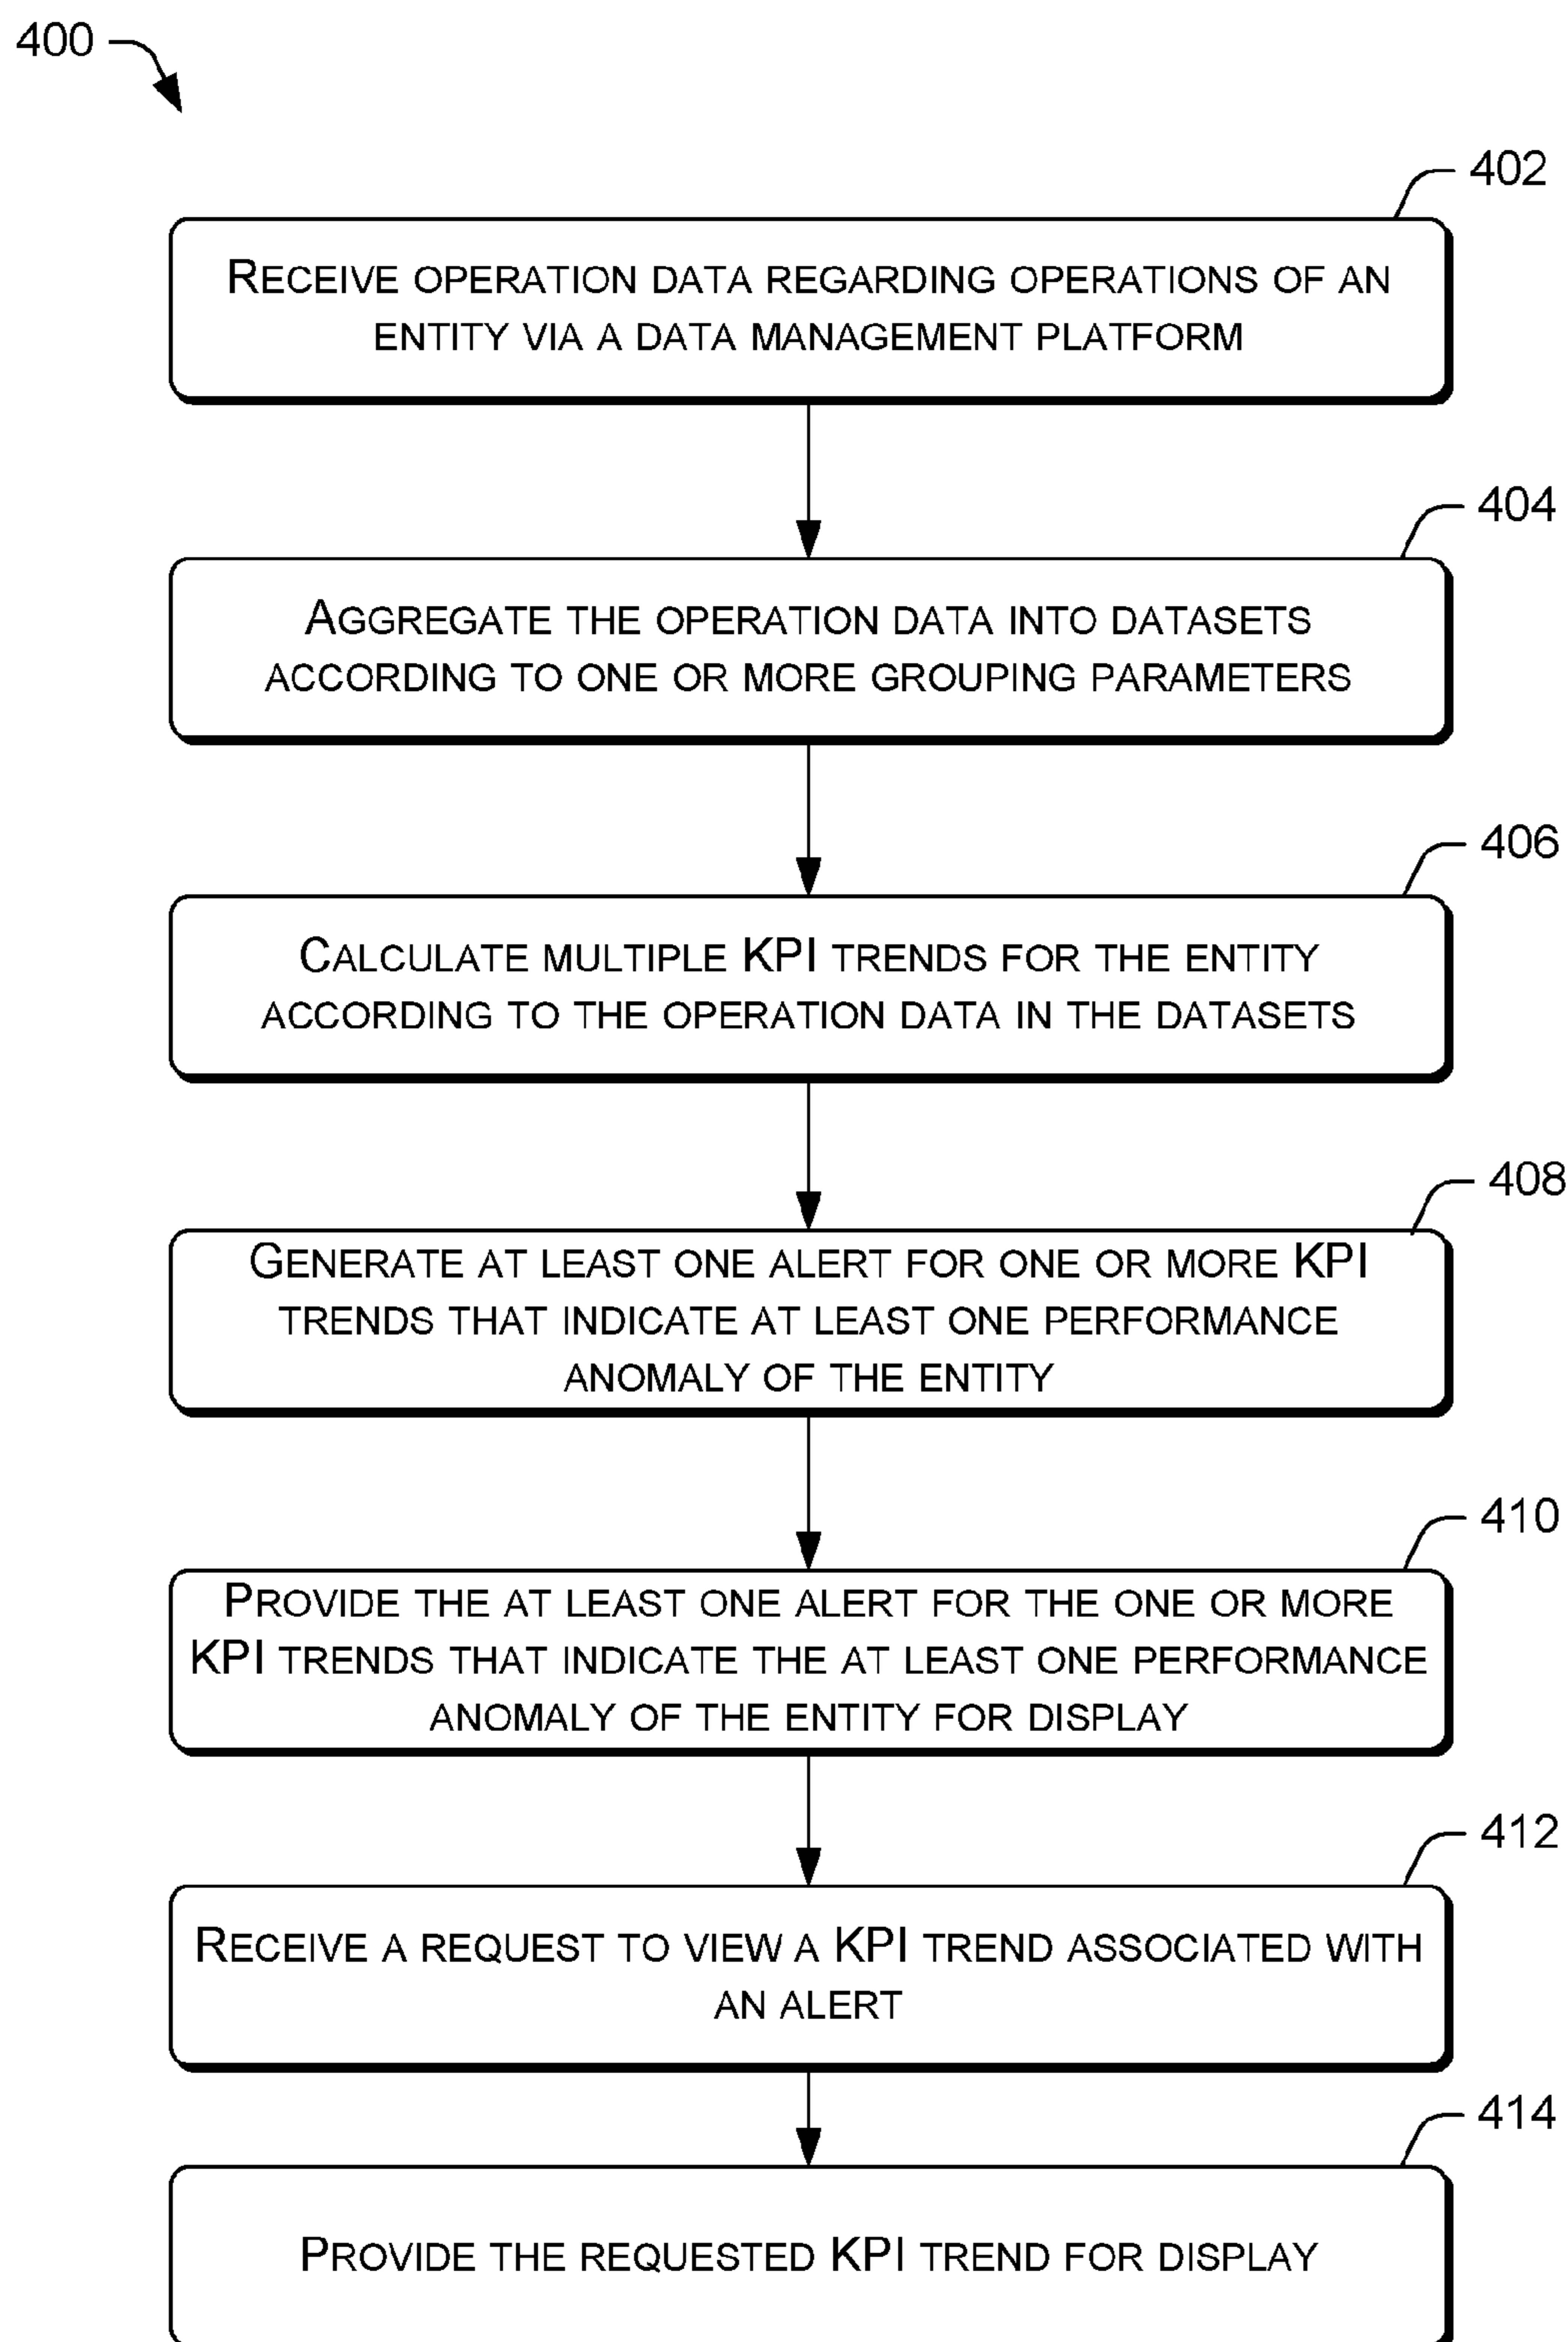 400
402
RECEIVE OPERATION DATA REGARDING OPERATIONS OF AN
ENTITY VIA A DATA MANAGEMENT PLATFORM
404
AGGREGATE THE OPERATION DATA INTO DATASETS
ACCORDING TO ONE OR MORE GROUPING PARAMETERS
406
CALCULATE MULTIPLE KPI TRENDS FOR THE ENTITY
ACCORDING TO THE OPERATION DATA IN THE DATASETS
408
GENERATE AT LEAST ONE ALERT FOR ONE OR MORE KPI
TRENDS THAT INDICATE AT LEAST ONE PERFORMANCE
ANOMALY OF THE ENTITY
410
PROVIDE THE AT LEAST ONE ALERT FOR THE ONE OR MORE
KPI TRENDS THAT INDICATE THE AT LEAST ONE PERFORMANCE
ANOMALY OF THE ENTITY FOR DISPLAY
412
RECEIVE A REQUEST TO VIEW A KPI TREND ASSOCIATED WITH
AN ALERT
414
PROVIDE THE REQUESTED KPI TREND FOR DISPLAY